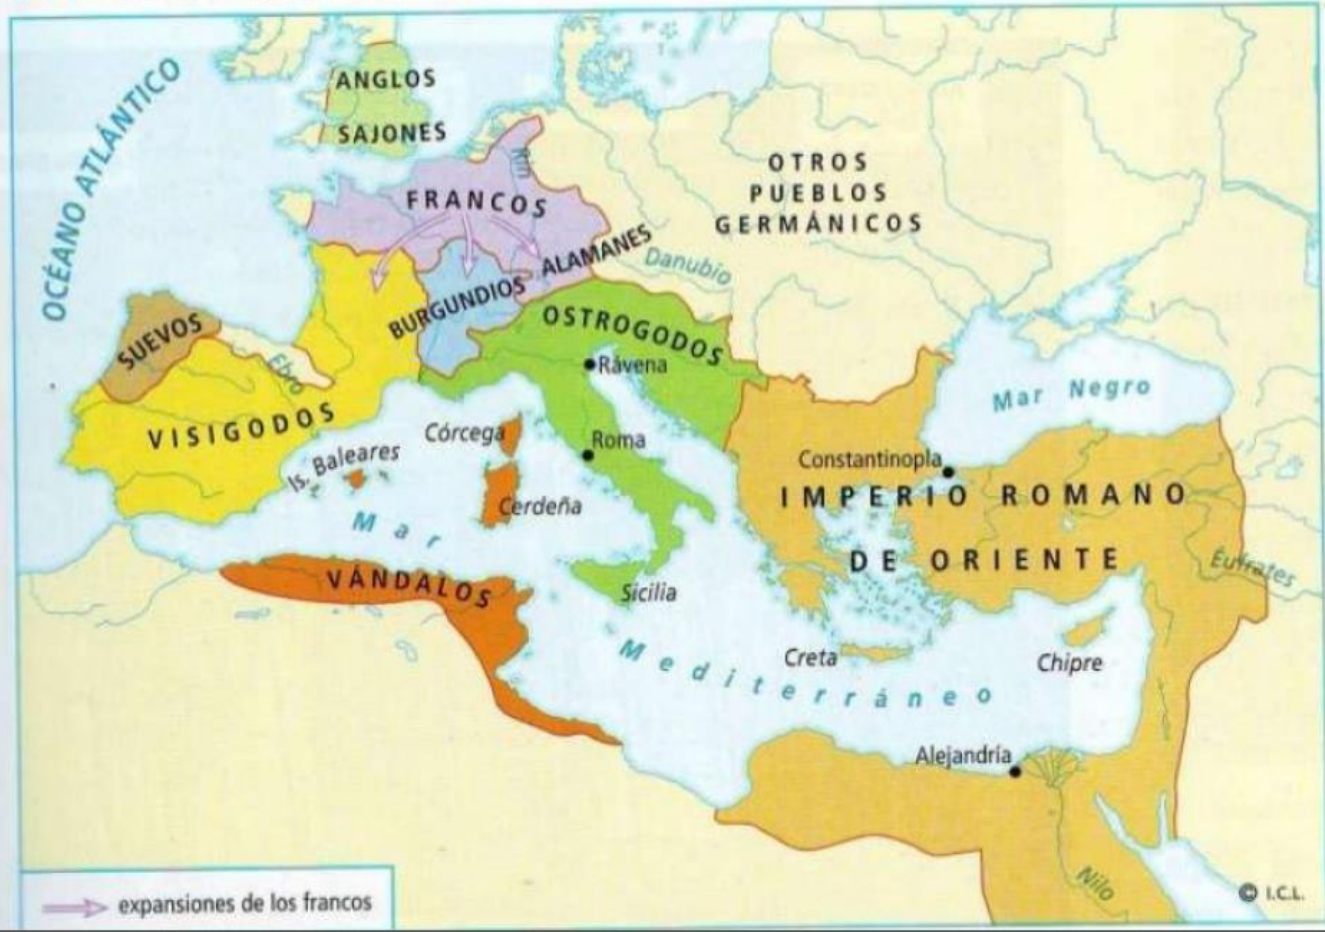 OCÉANO ATLÁNTICO
ANGLOS
SAJONES
Rin
FRANCOS
OTROS
PUEBLOS
GERMÁNICOS
ALAMANES
Danubio
BURGUNDIOS
SUEVOS
OSTROGODOS
Ebro
Rávena
VISIGODOS
Mar Negro
Córcega
Roma
Is. Baleares
Constantinopla
IMPERIO ROMANO
DE ORIENTE
Cerdeña
Mar
Mediterráneo
VÁNDALOS
Sicilia
Éufrates
Creta
Chipre
Alejandría
Nilo
expansiones de los francos
© I.C.L.